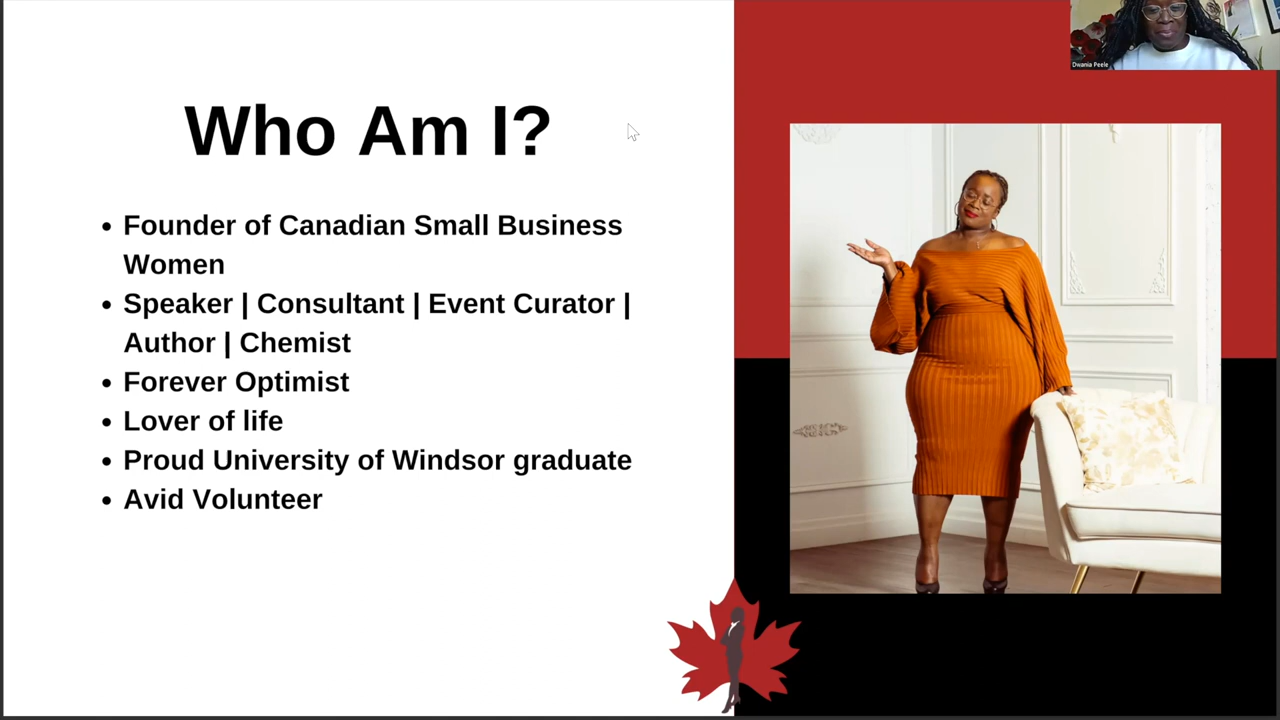 Who Am I?
• Founder of Canadian Small Business
Women
• Speaker | Consultant | Event Curator |
Author | Chemist
• Forever Optimist
• Lover of life
• Proud University of Windsor graduate
• Avid Volunteer
Dwania Peele